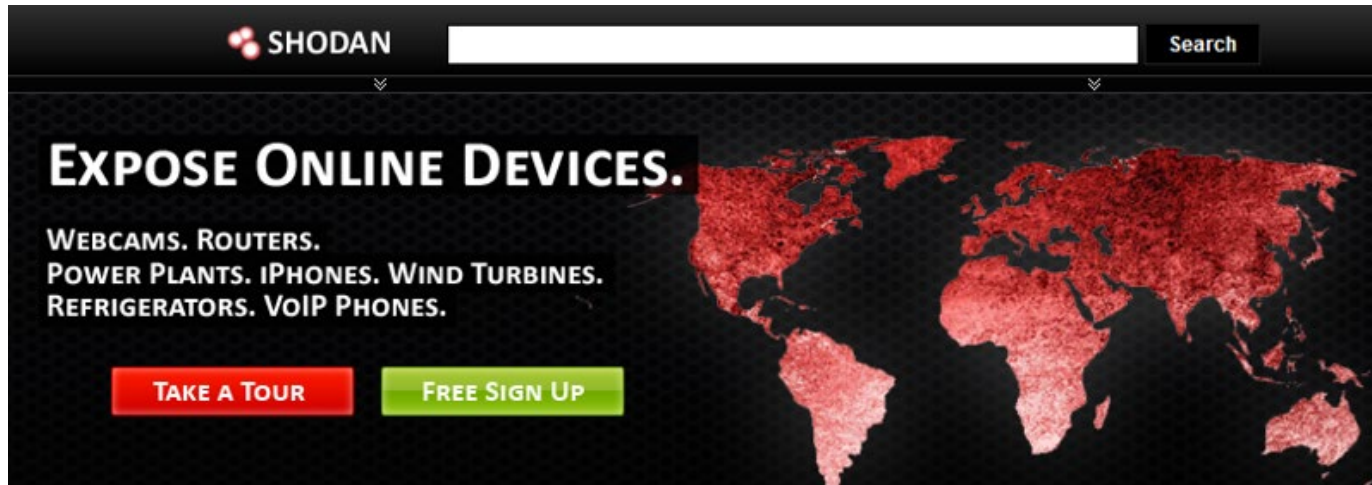 SHODAN
Search
EXPOSE ONLINE DEVICES.
WEBCAMS. ROUTERS.
POWER PLANTS. IPHONES. WIND TURBINES.
REFRIGERATORS. VOIP PHONES.
TAKE A TOUR
FREE SIGN UP